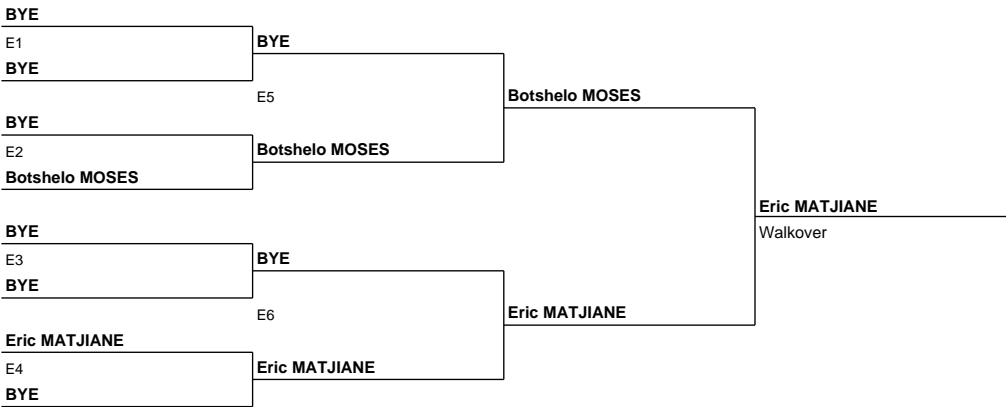 BYE
E1
BYE
BYE
E5
Botshelo MOSES
BYE
E2
Botshelo MOSES
Botshelo MOSES
Eric MATJIANE
Walkover
BYE
E3
BYE
BYE
E6
Eric MATJIANE
Eric MATJIANE
E4
Eric MATJIANE
BYE